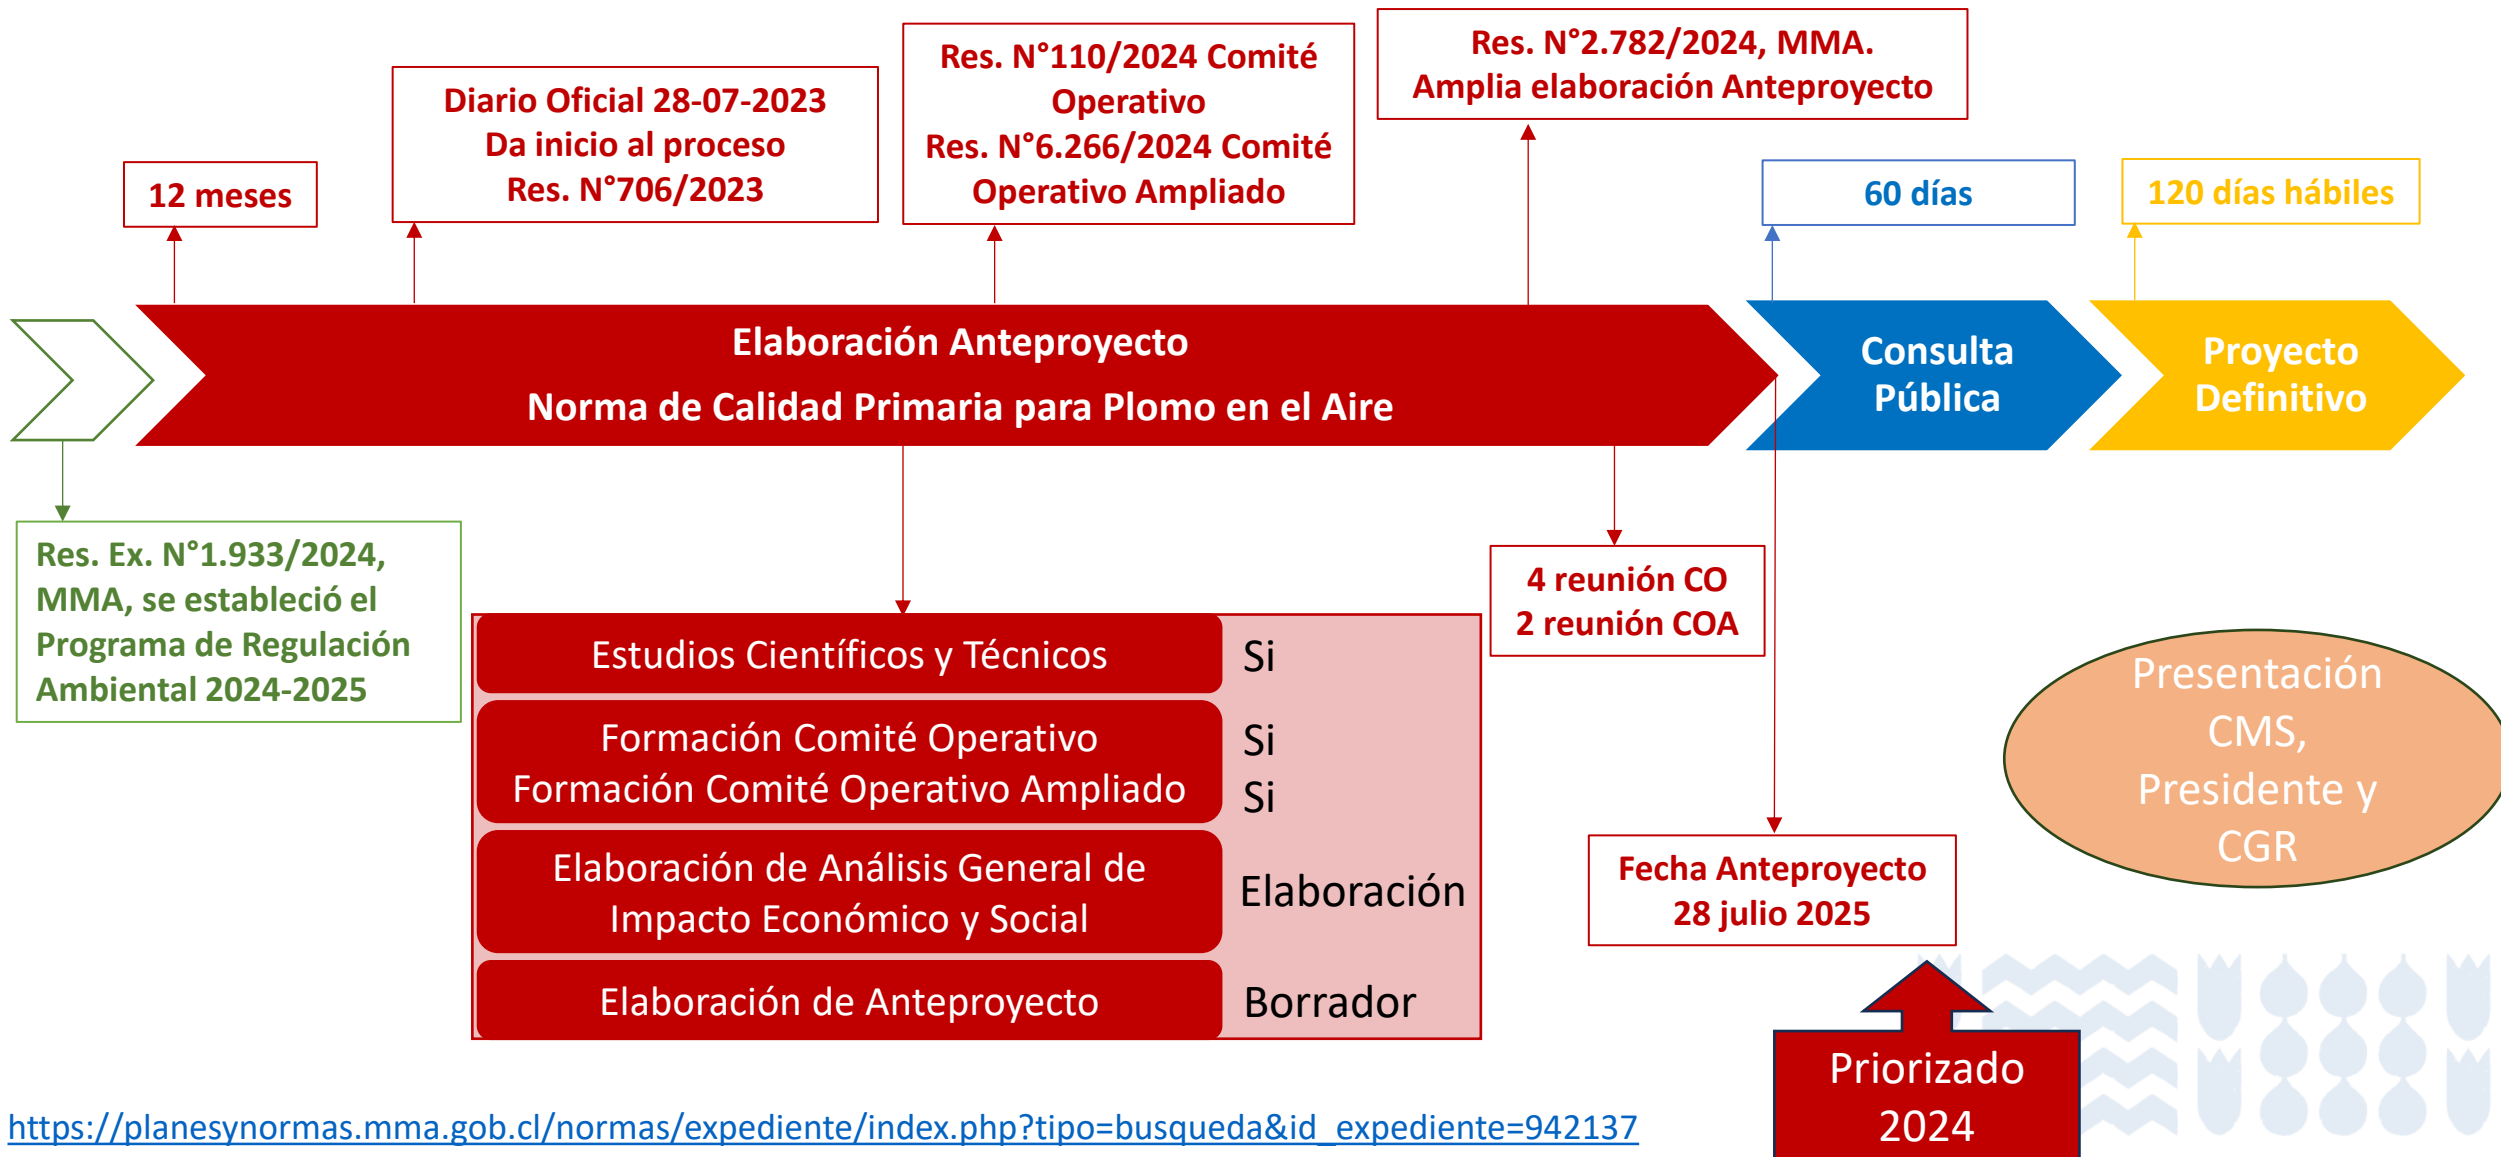 12 meses
Diario Oficial 28-07-2023
Da inicio al proceso
Res. N°706/2023
Res. N°110/2024 Comité
Operativo
Res. N°6.266/2024 Comité
Operativo Ampliado
Res. N°2.782/2024, MMA.
Amplia elaboración Anteproyecto
60 días
120 días hábiles
Elaboración Anteproyecto
Norma de Calidad Primaria para Plomo en el Aire
Consulta
Pública
Proyecto
Definitivo
Res. Ex. N°1.933/2024,
MMA, se estableció el
Programa de Regulación
Ambiental 2024-2025
Estudios Científicos y Técnicos Si
Formación Comité Operativo Si
Formación Comité Operativo Ampliado Si
Elaboración de Análisis General de
Impacto Económico y Social
Elaboración
Elaboración de Anteproyecto Borrador
4 reunión CO
2 reunión COA
Fecha Anteproyecto
28 julio 2025
Presentación
CMS,
Presidente y
CGR
Priorizado
2024
https://planesynormas.mma.gob.cl/normas/expediente/index.php?tipo=busqueda&id_expediente=942137